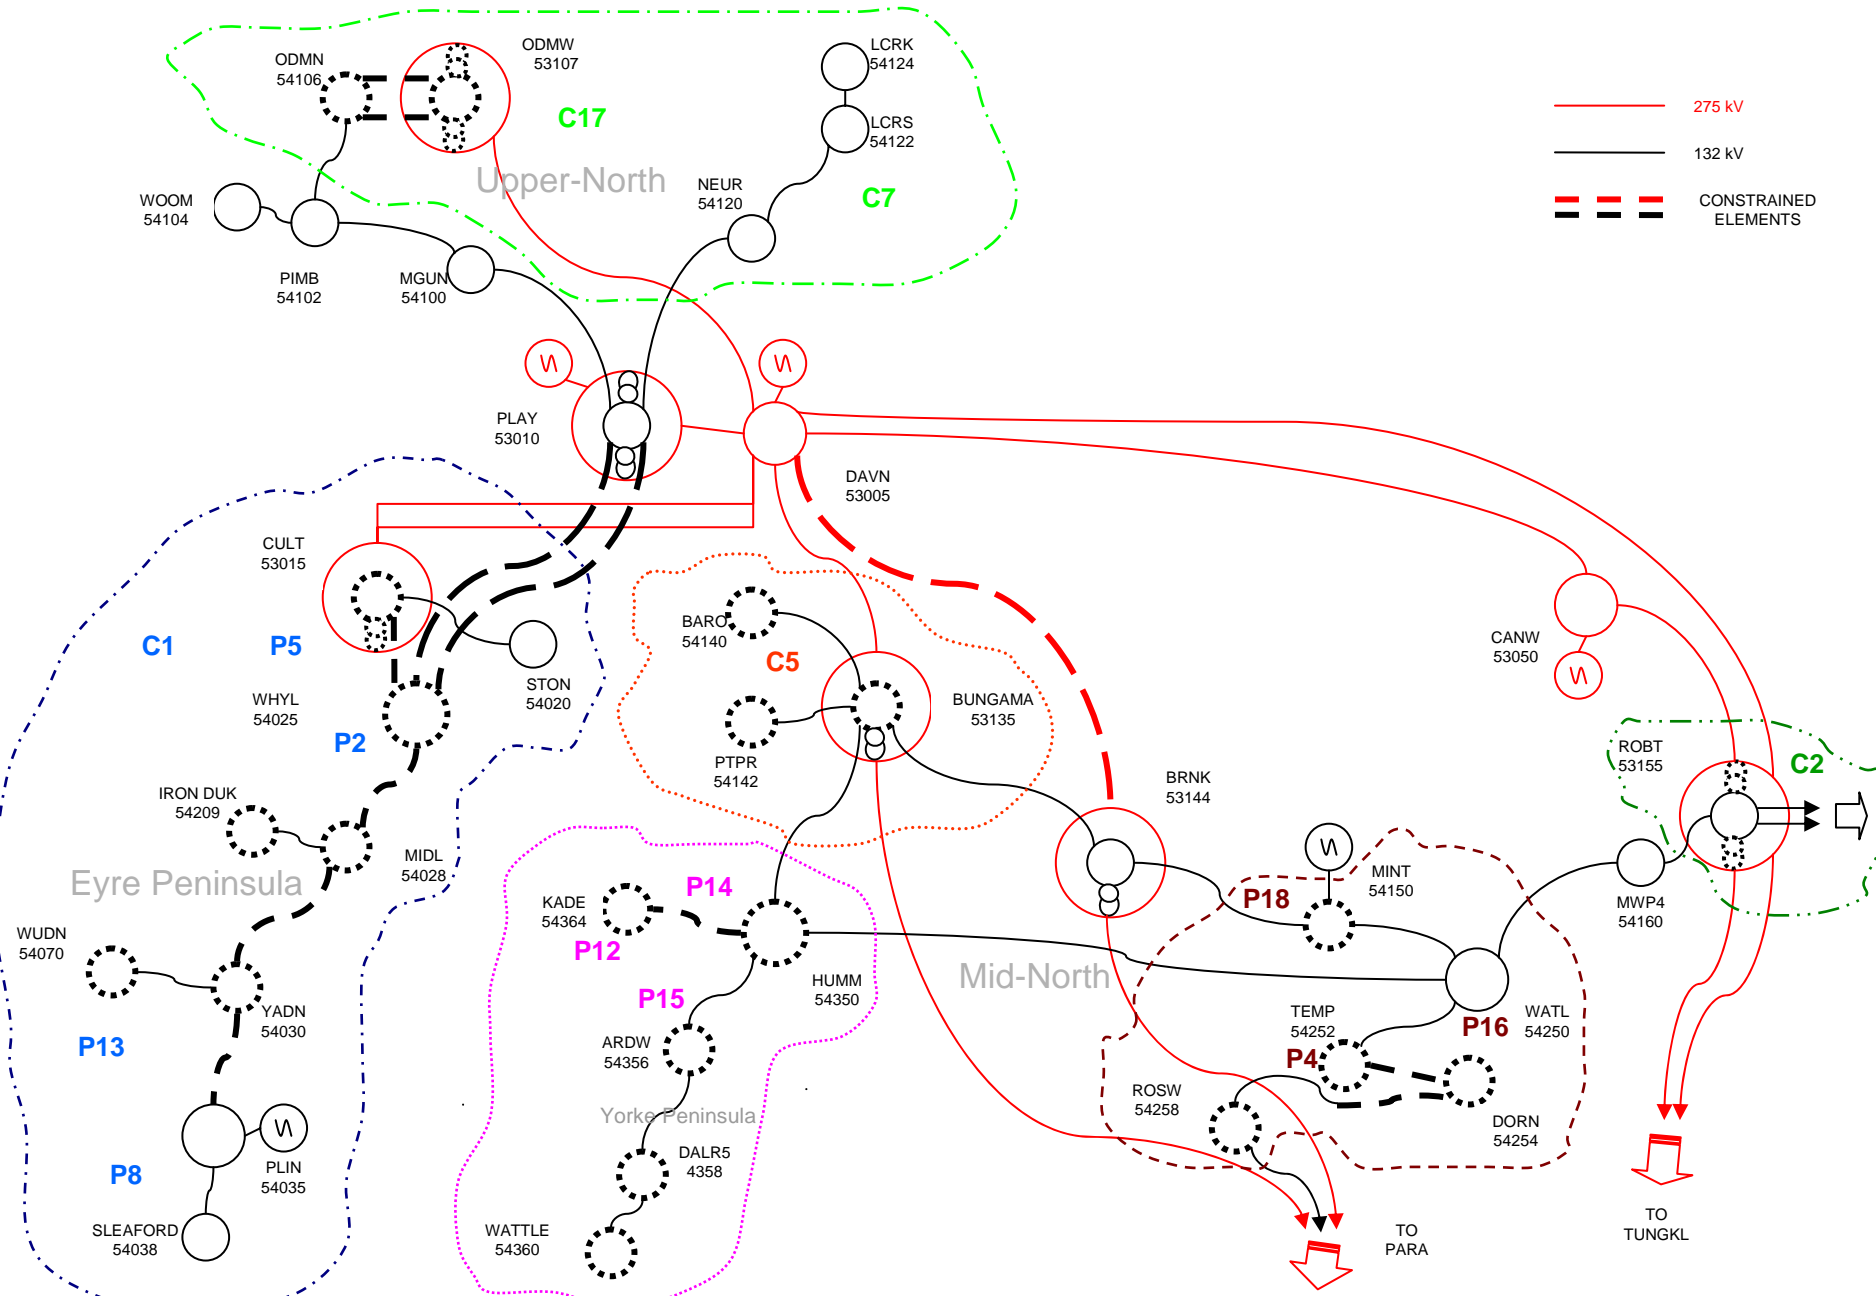 ODMW
53107
LCRK
54124
ODMN
54106
275 kV
C17
LCRS
54122
132 kV
Upper-North
NEUR
54120
C7
WOOM
54104
CONSTRAINED
ELEMENTS
PIMB
54102
MGUN
54100
PLAY
53010
DAVN
53005
CULT
53015
BARO
54140
C5
CANW
53050
C1
P5
STON
54020
WHYL
54025
P2
BUNGAMA
53135
PTPR
54142
ROBT
53155
C2
BRNK
53144
IRON DUK
54209
MIDL
54028
Eyre Peninsula
MINT
54150
P14
KADE
54364
P12
P18
MWP4
54160
WUDN
54070
HUMM
54350
Mid-North
P15
YADN
54030
P13
TEMP
54252
P16
WATL
54250
ARDW
54356
P4
Yorke Peninsula
ROSW
54258
DORN
54254
DALR5
4358
PLIN
54035
P8
SLEAFORD
54038
WATTLE
54360
TO
PARA
TO
TUNGKL